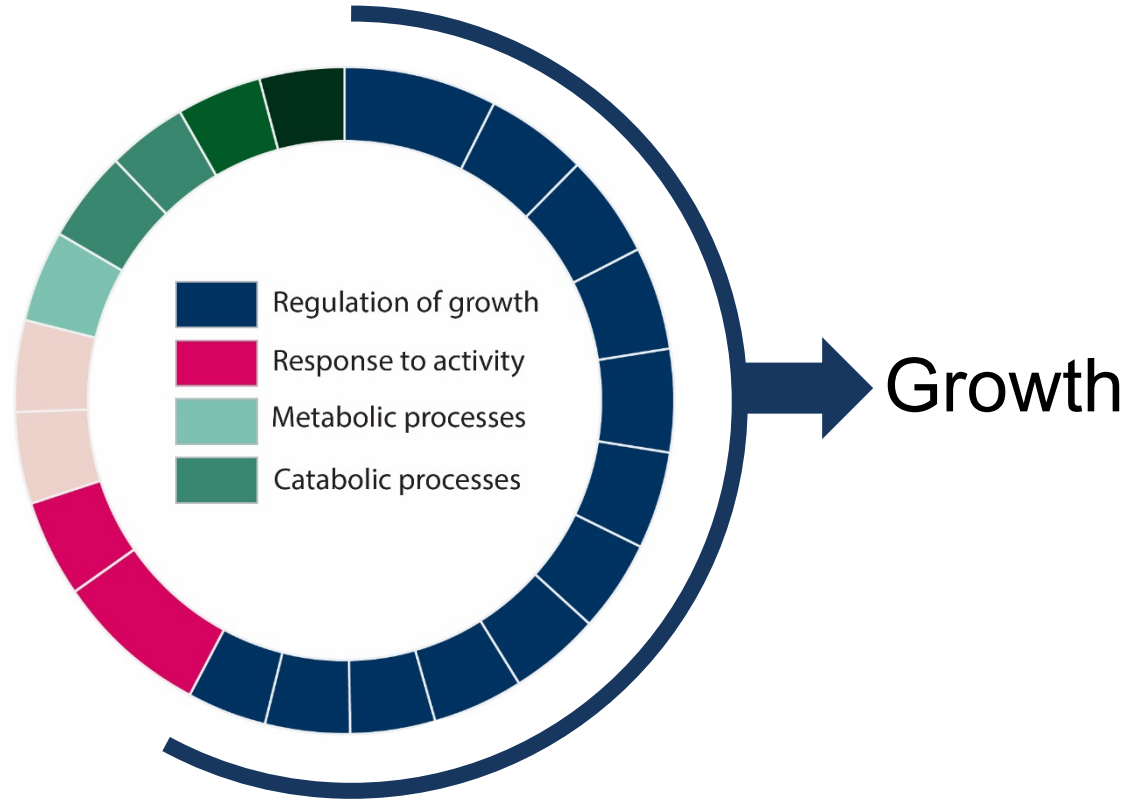 Regulation of growth
Response to activity
Metabolic processes
Catabolic processes
Growth